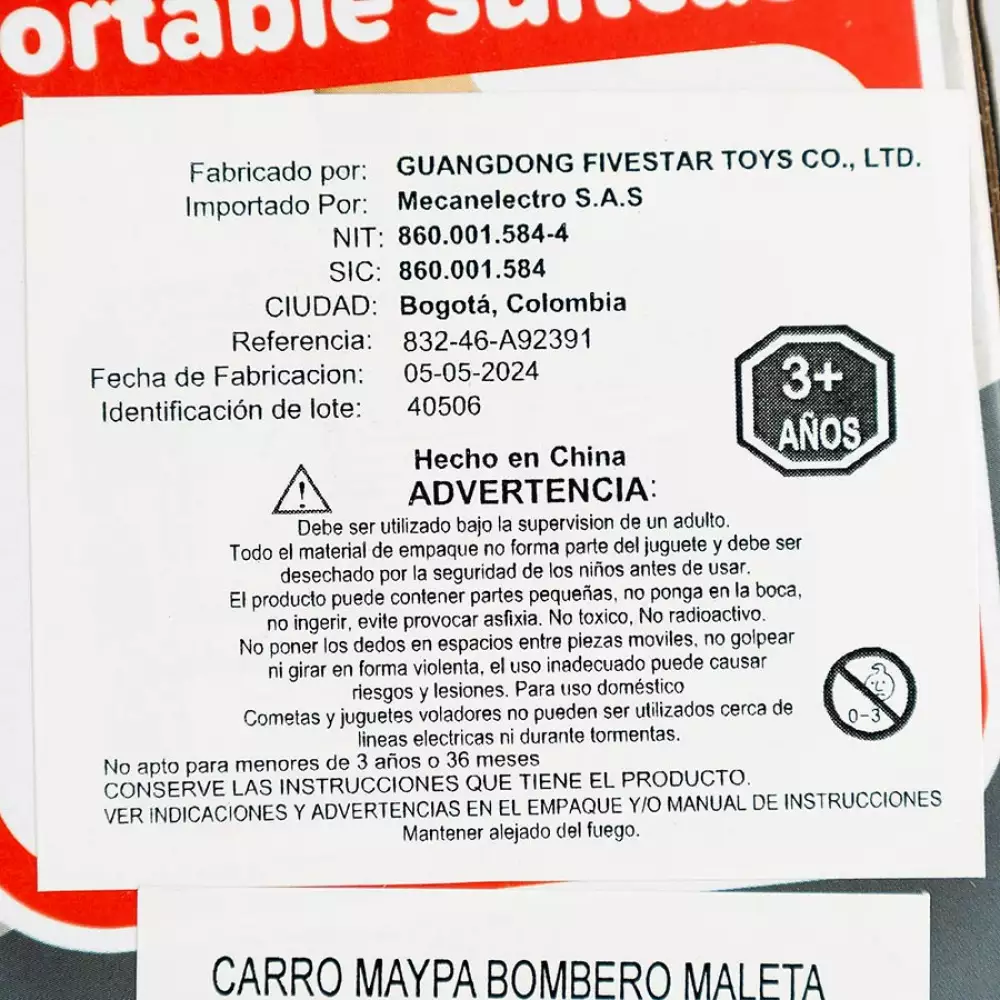 ortable suitcas
Fabricado por: GUANGDONG FIVESTAR TOYS CO., LTD.
Importado Por: Mecanelectro S.A.S
NIT: 860.001.584-4
SIC: 860.001.584
CIUDAD: Bogotá, Colombia
Referencia: 832-46-A92391
Fecha de Fabricacion: 05-05-2024
Identificación de lote: 40506
3+
AÑOS
Hecho en China
ADVERTENCIA:
Debe ser utilizado bajo la supervision de un adulto.
Todo el material de empaque no forma parte del juguete y debe ser
desechado por la seguridad de los niños antes de usar.
El producto puede contener partes pequeñas, no ponga en la boca,
no ingerir, evite provocar asfixia. No toxico, No radioactivo.
No poner los dedos en espacios entre piezas moviles, no golpear
ni girar en forma violenta, el uso inadecuado puede causar
riesgos y lesiones. Para uso doméstico
Cometas y juguetes voladores no pueden ser utilizados cerca de
lineas electricas ni durante tormentas.
0-3
No apto para menores de 3 años o 36 meses
CONSERVE LAS INSTRUCCIONES QUE TIENE EL PRODUCTO.
VER INDICACIONES Y ADVERTENCIAS EN EL EMPAQUE Y/O MANUAL DE INSTRUCCIONES
Mantener alejado del fuego.
CARRO MAYPA BOMBERO MALETA